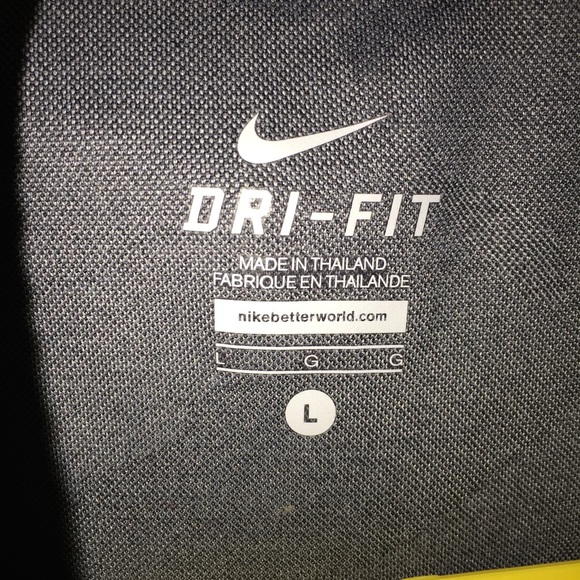 DRI-FIT
MADE IN THAILAND
FABRIQUE EN THAILANDE
nikebetterworld.com
L G G
L